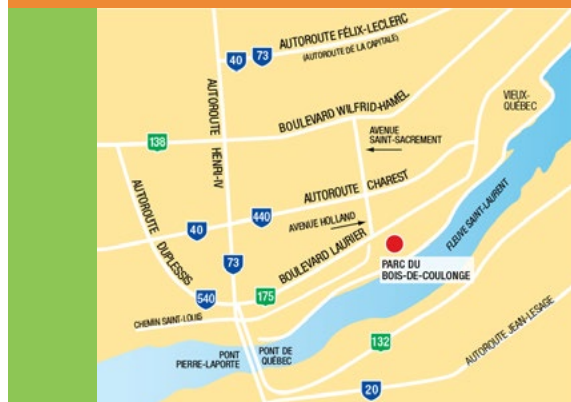 AUTOROUTE FÉLIX-LECLERC
(AUTOROUTE DE LA CAPITALE)
40
73
AUTOROUTE HENRI-IV
VIEUX-
QUÉBEC
BOULEVARD WILFRID-HAMEL
138
AVENUE
SAINT-SACREMENT
AUTOROUTE DUPLESSIS
AUTOROUTE CHAREST
40
440
AVENUE HOLLAND
FLEUVE SAINT-LAURENT
73
BOULEVARD LAURIER
PARC DU
BOIS-DE-COULONGE
540
175
CHEMIN SAINT-LOUIS
132
AUTOROUTE JEAN-LESAGE
PONT
PIERRE-LAPORTE
PONT DE
QUÉBEC
20